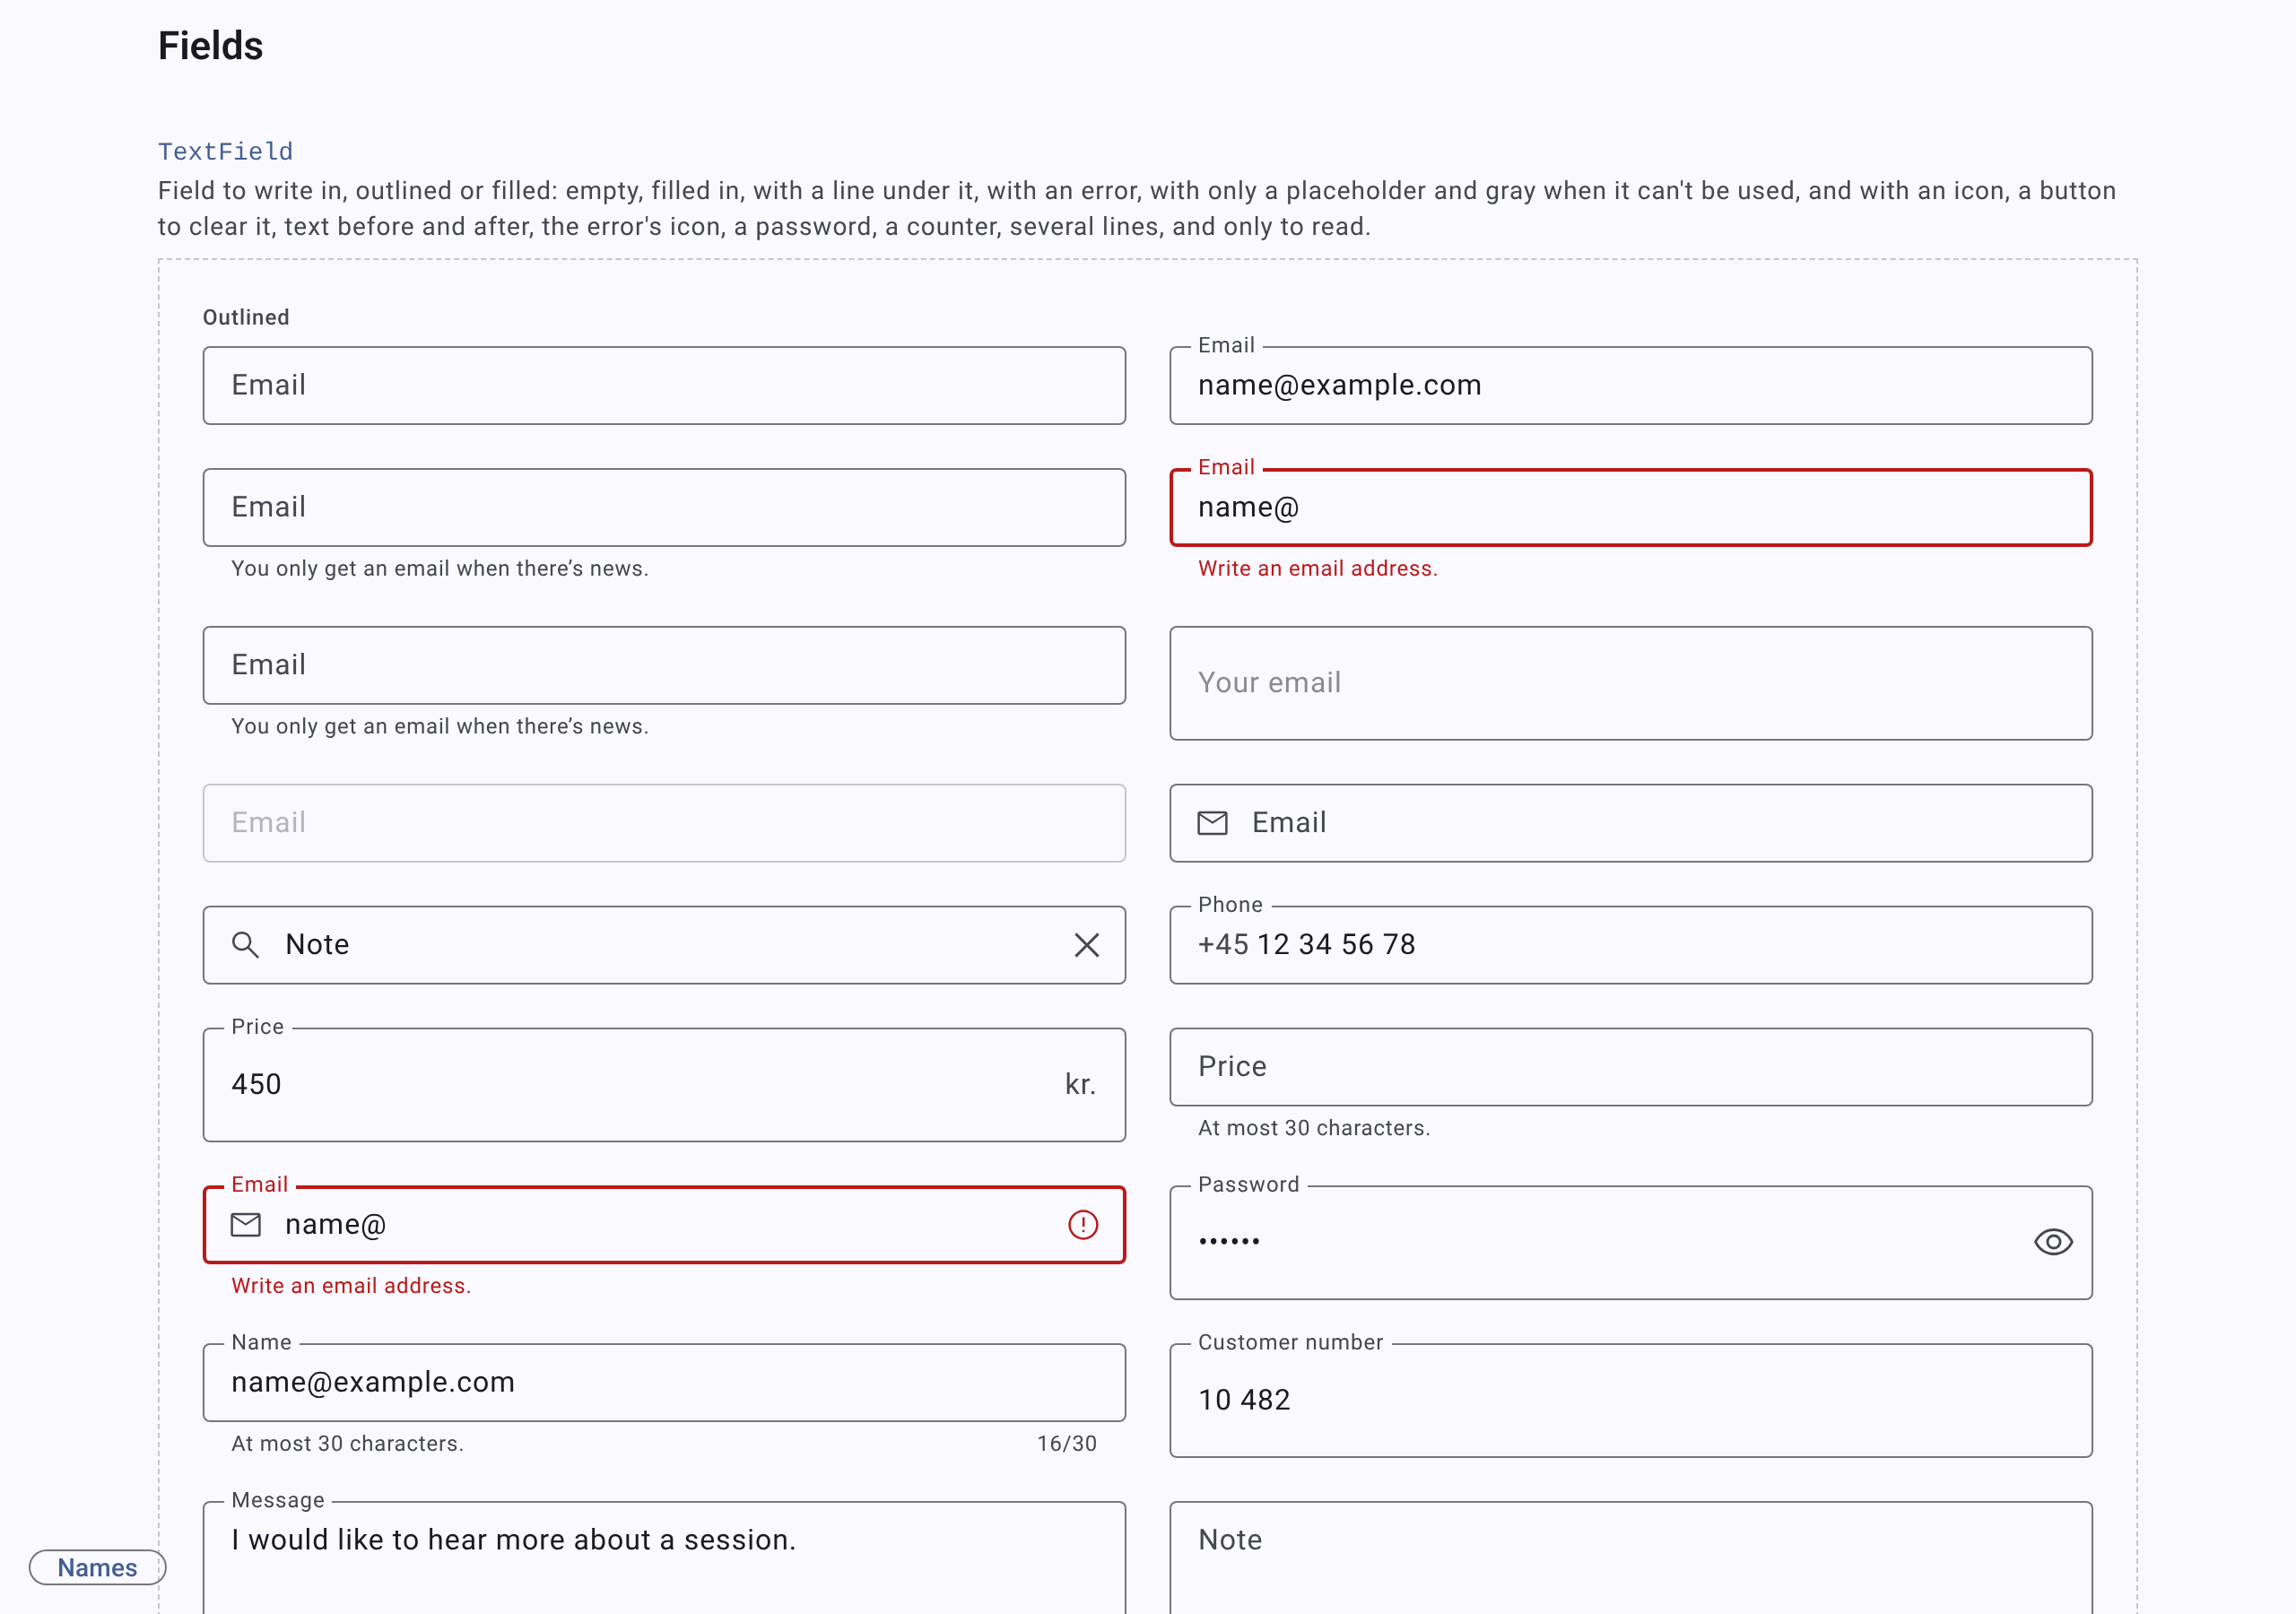 Fields
TextField
Field to write in, outlined or filled: empty, filled in, with a line under it, with an error, with only a placeholder and gray when it can't be used, and with an icon, a button
to clear it, text before and after, the error's icon, a password, a counter, several lines, and only to read.
Outlined
Email
Email
name@example.com
Email
You only get an email when there’s news.
Email
name@
Write an email address.
Email
You only get an email when there’s news.
Your email
Email
Email
Note
Phone
+45 12 34 56 78
Price
450 kr.
Price
At most 30 characters.
Email
name@
Write an email address.
Password
••••••
Name
name@example.com
At most 30 characters. 16/30
Customer number
10 482
Message
I would like to hear more about a session.
Note
Names